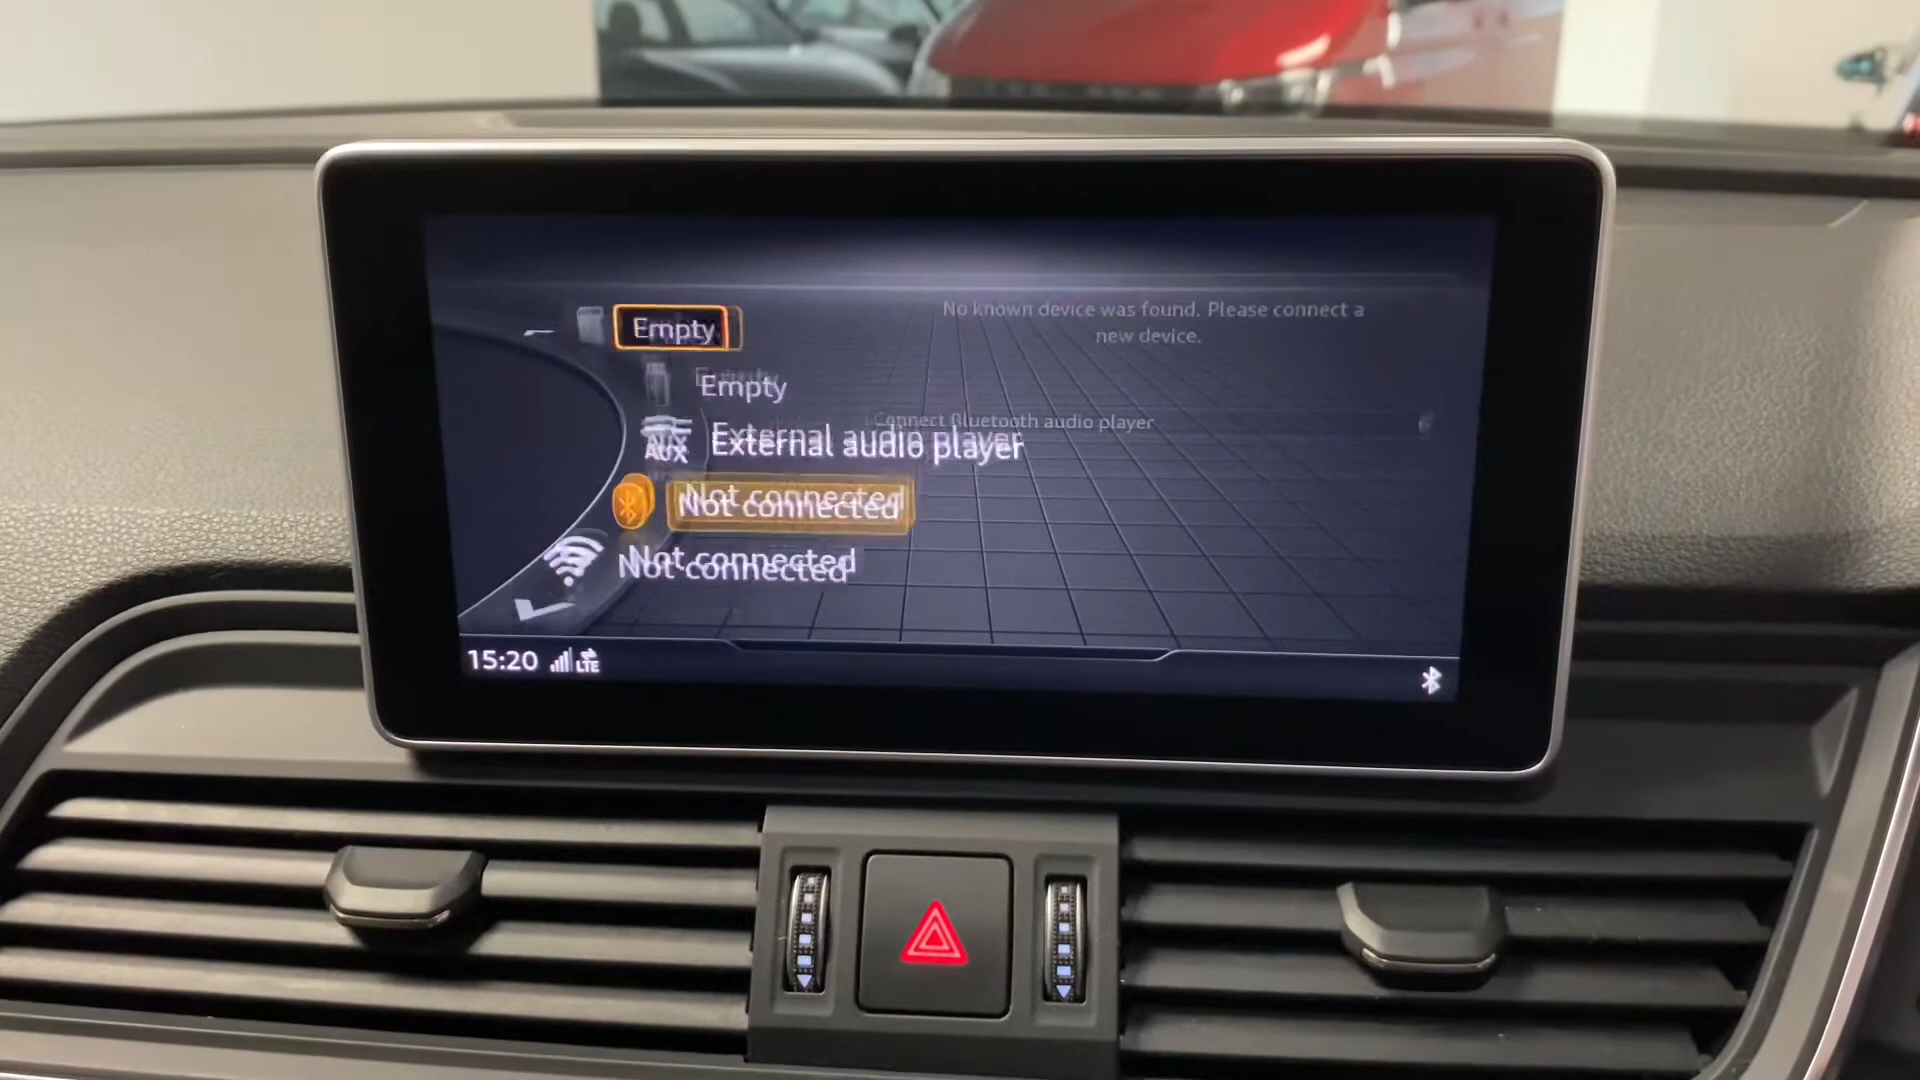 No known device was found. Please connect a
new device.
Empty
Empty
Connect Bluetooth audio player
AUX
External audio player
Not connected
Not connected
15:20
LTE